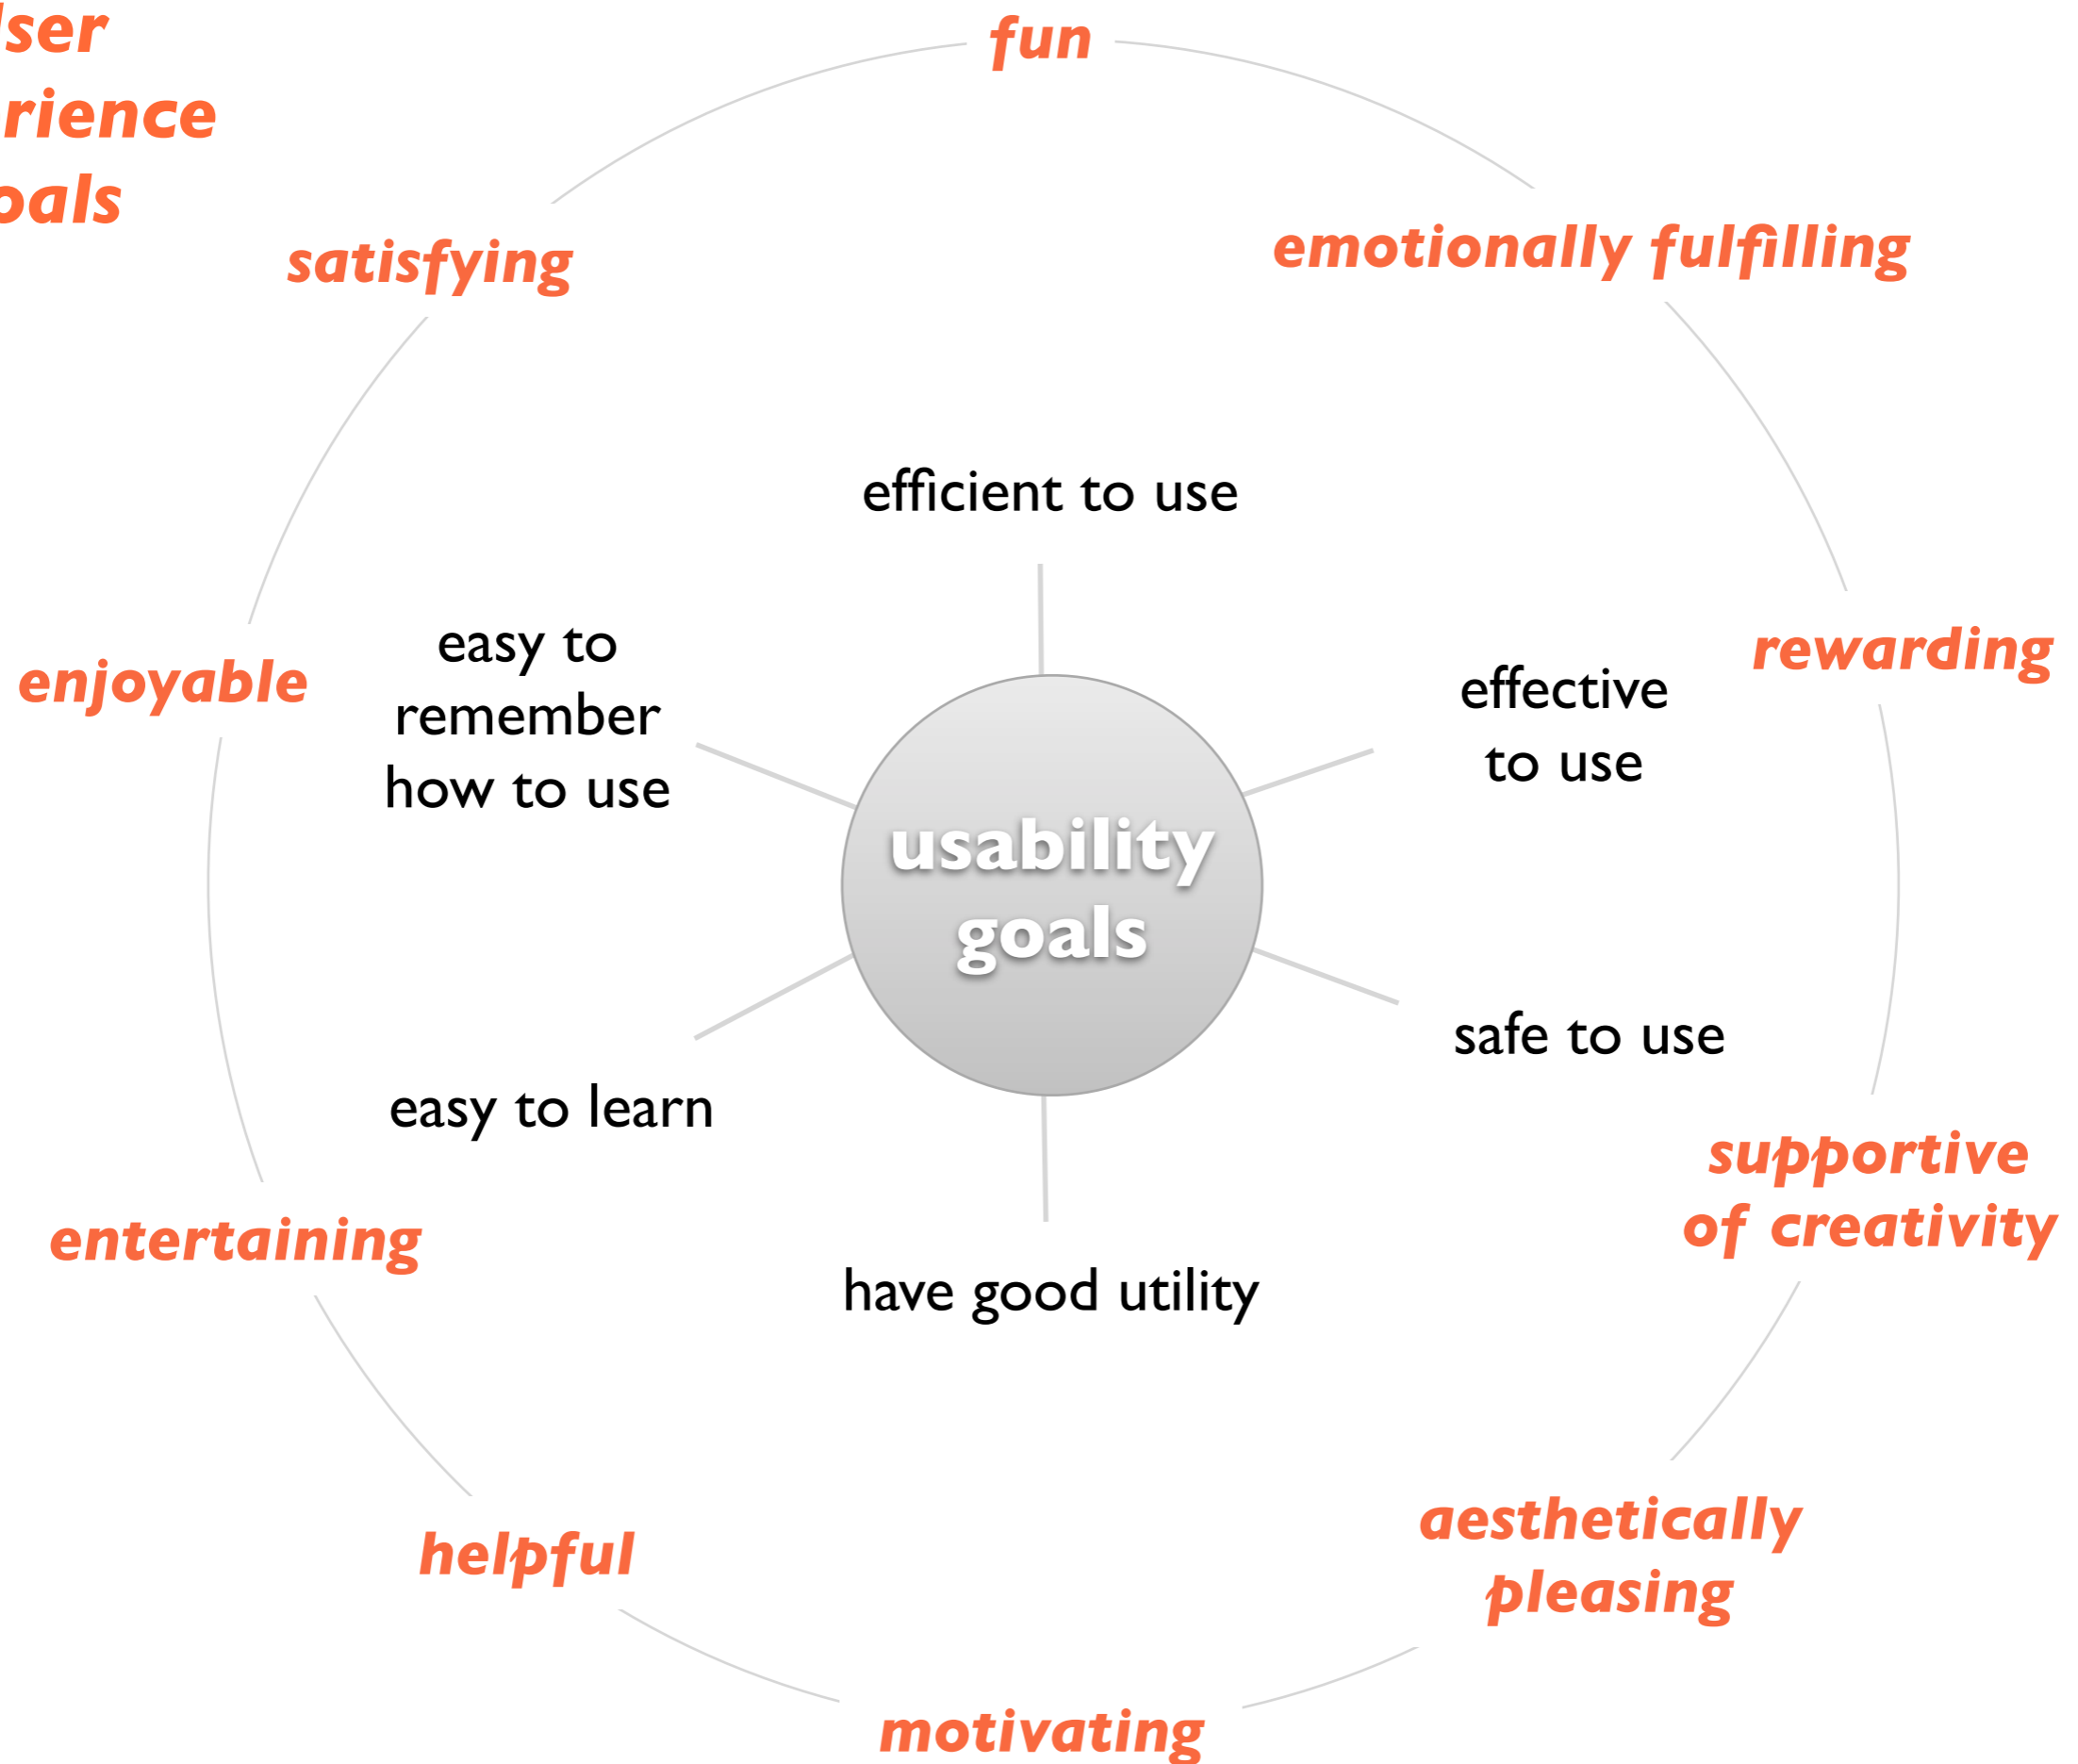 rience
fun
satisfying
emotionally fulfilling
efficient to use
easy to
remember
how to use
enjoyable
rewarding
effective
to use
usability
goals
safe to use
easy to learn
supportive
of creativity
entertaining
have good utility
aesthetically
pleasing
helpful
motivating